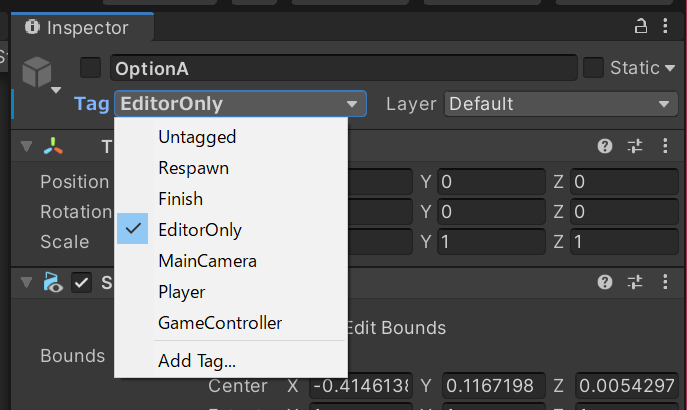 Inspector
OptionA
Static
Tag EditorOnly
Layer Default
Untagged
Respawn
Finish
EditorOnly
MainCamera
Player
GameController
Add Tag...
T
Position Y 0 Z 0
Rotation Y 0 Z 0
Scale Y 1 Z 1
S
Edit Bounds
Bounds
Center X -0.4146138 Y 0.1167198 Z 0.0054297